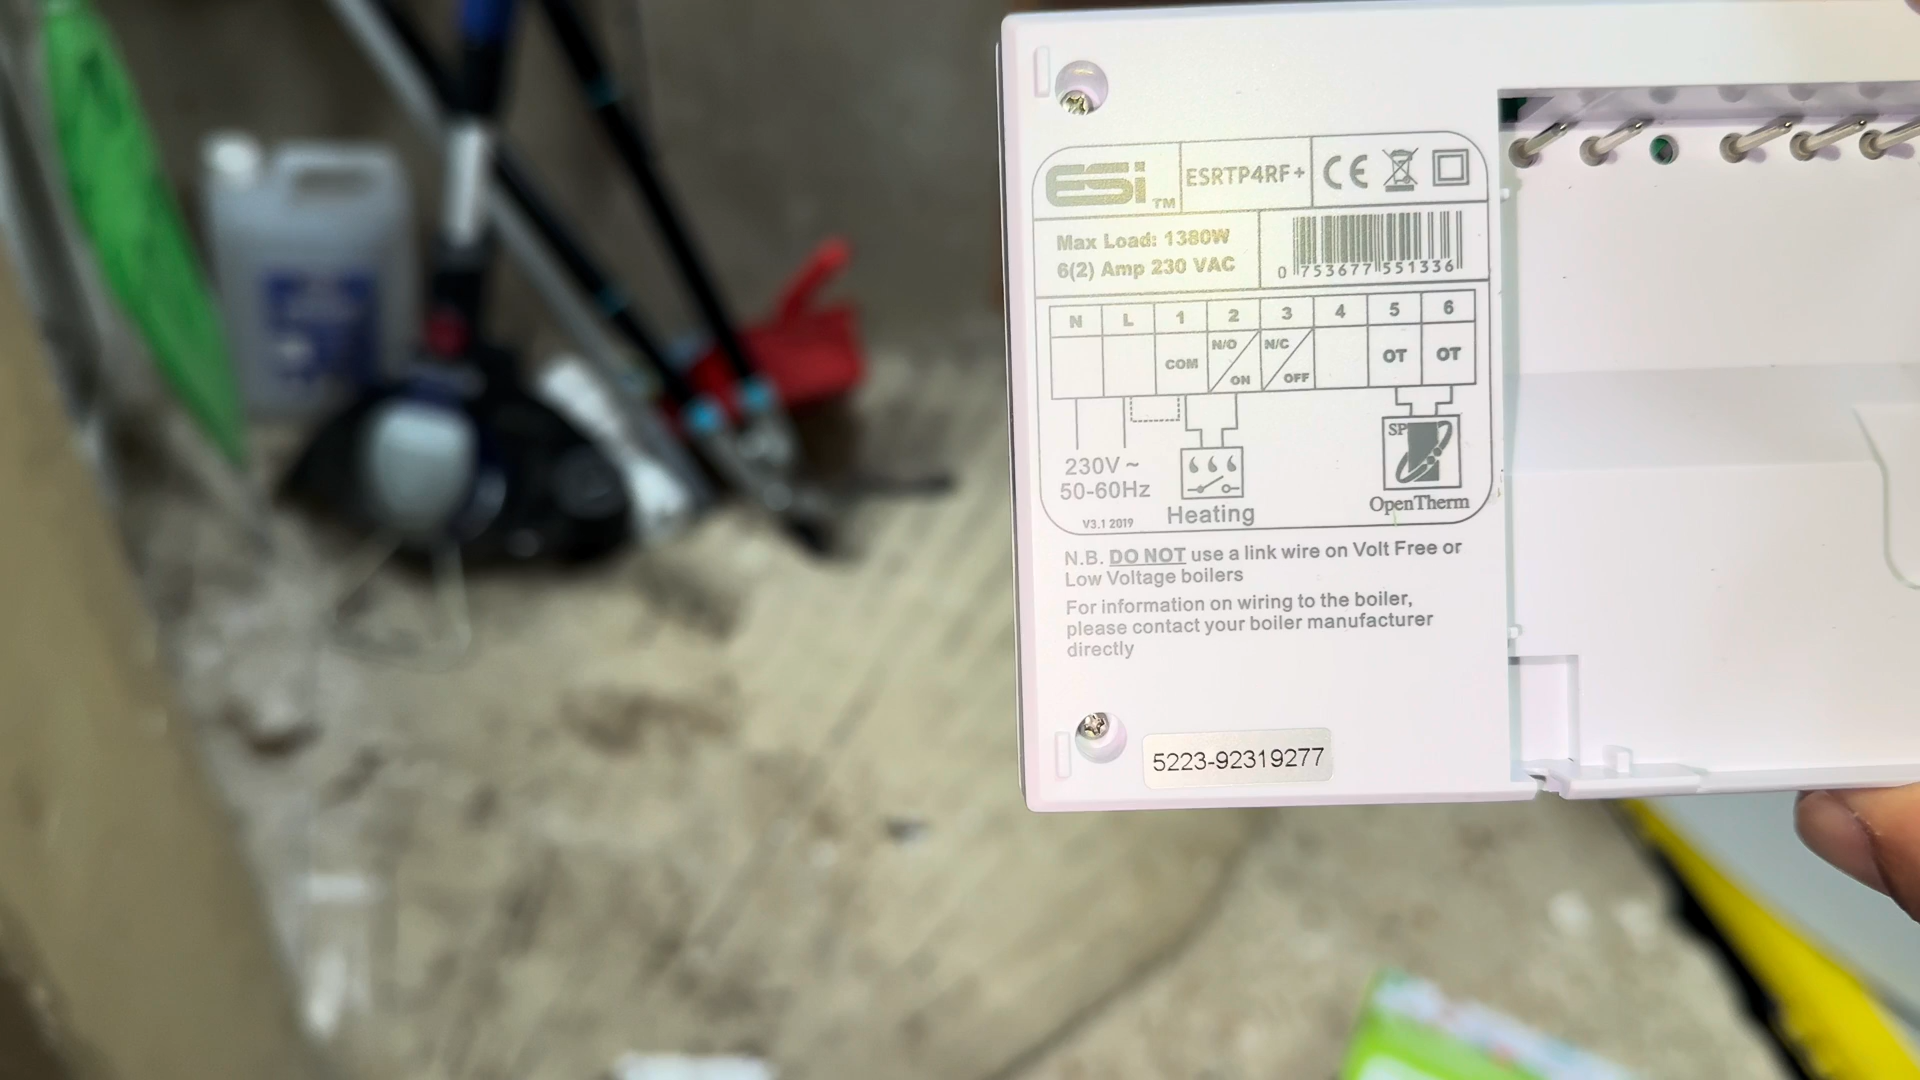 ESi TM ESRTP4RF+ CE
Max Load: 1380W
6(2) Amp 230 VAC
0 753677 551336
N L 1 2 3 4 5 6
COM N/O ON N/C OFF OT OT
SP
230V ~
50-60Hz
V3.1 2019
Heating
OpenTherm
N.B. DO NOT use a link wire on Volt Free or
Low Voltage boilers
For information on wiring to the boiler,
please contact your boiler manufacturer
directly
5223-92319277